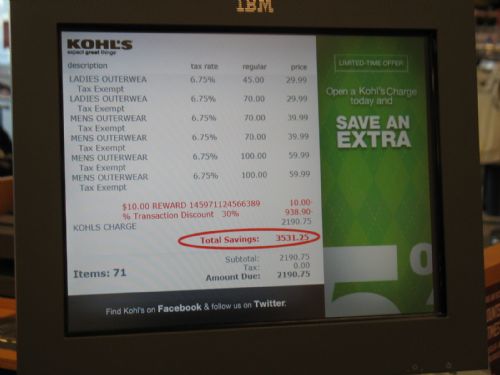 IBM
KOHL'S
expect great things
description tax rate regular price
LADIES OUTERWEA 6.75% 45.00 29.99
Tax Exempt
LADIES OUTERWEA 6.75% 70.00 29.99
Tax Exempt
MENS OUTERWEAR 6.75% 70.00 39.99
Tax Exempt
MENS OUTERWEAR 6.75% 70.00 39.99
Tax Exempt
MENS OUTERWEAR 6.75% 100.00 59.99
Tax Exempt
MENS OUTERWEAR 6.75% 100.00 59.99
Tax Exempt
$10.00 REWARD 145971124566389 10.00-
% Transaction Discount 30% 938.90-
KOHLS CHARGE 2190.75
Total Savings: 3531.25
Subtotal: 2190.75
Tax: 0.00
Items: 71 Amount Due: 2190.75
LIMITED-TIME OFFER
Open a Kohl's Charge
today and
SAVE AN
EXTRA
5%
Find Kohl's on Facebook & follow us on Twitter.